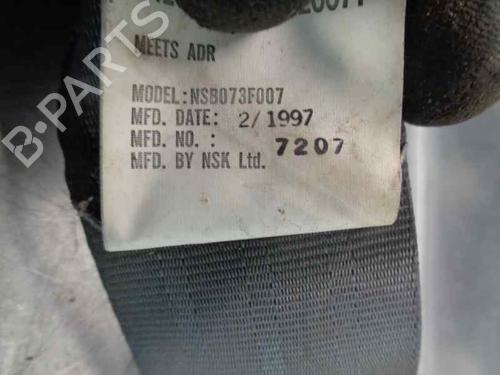 MEETS ADR
MODEL:NSB073F007
MFD. DATE: 2/1997
MFD. NO. : 7207
MFD. BY NSK Ltd.
B-PARTS